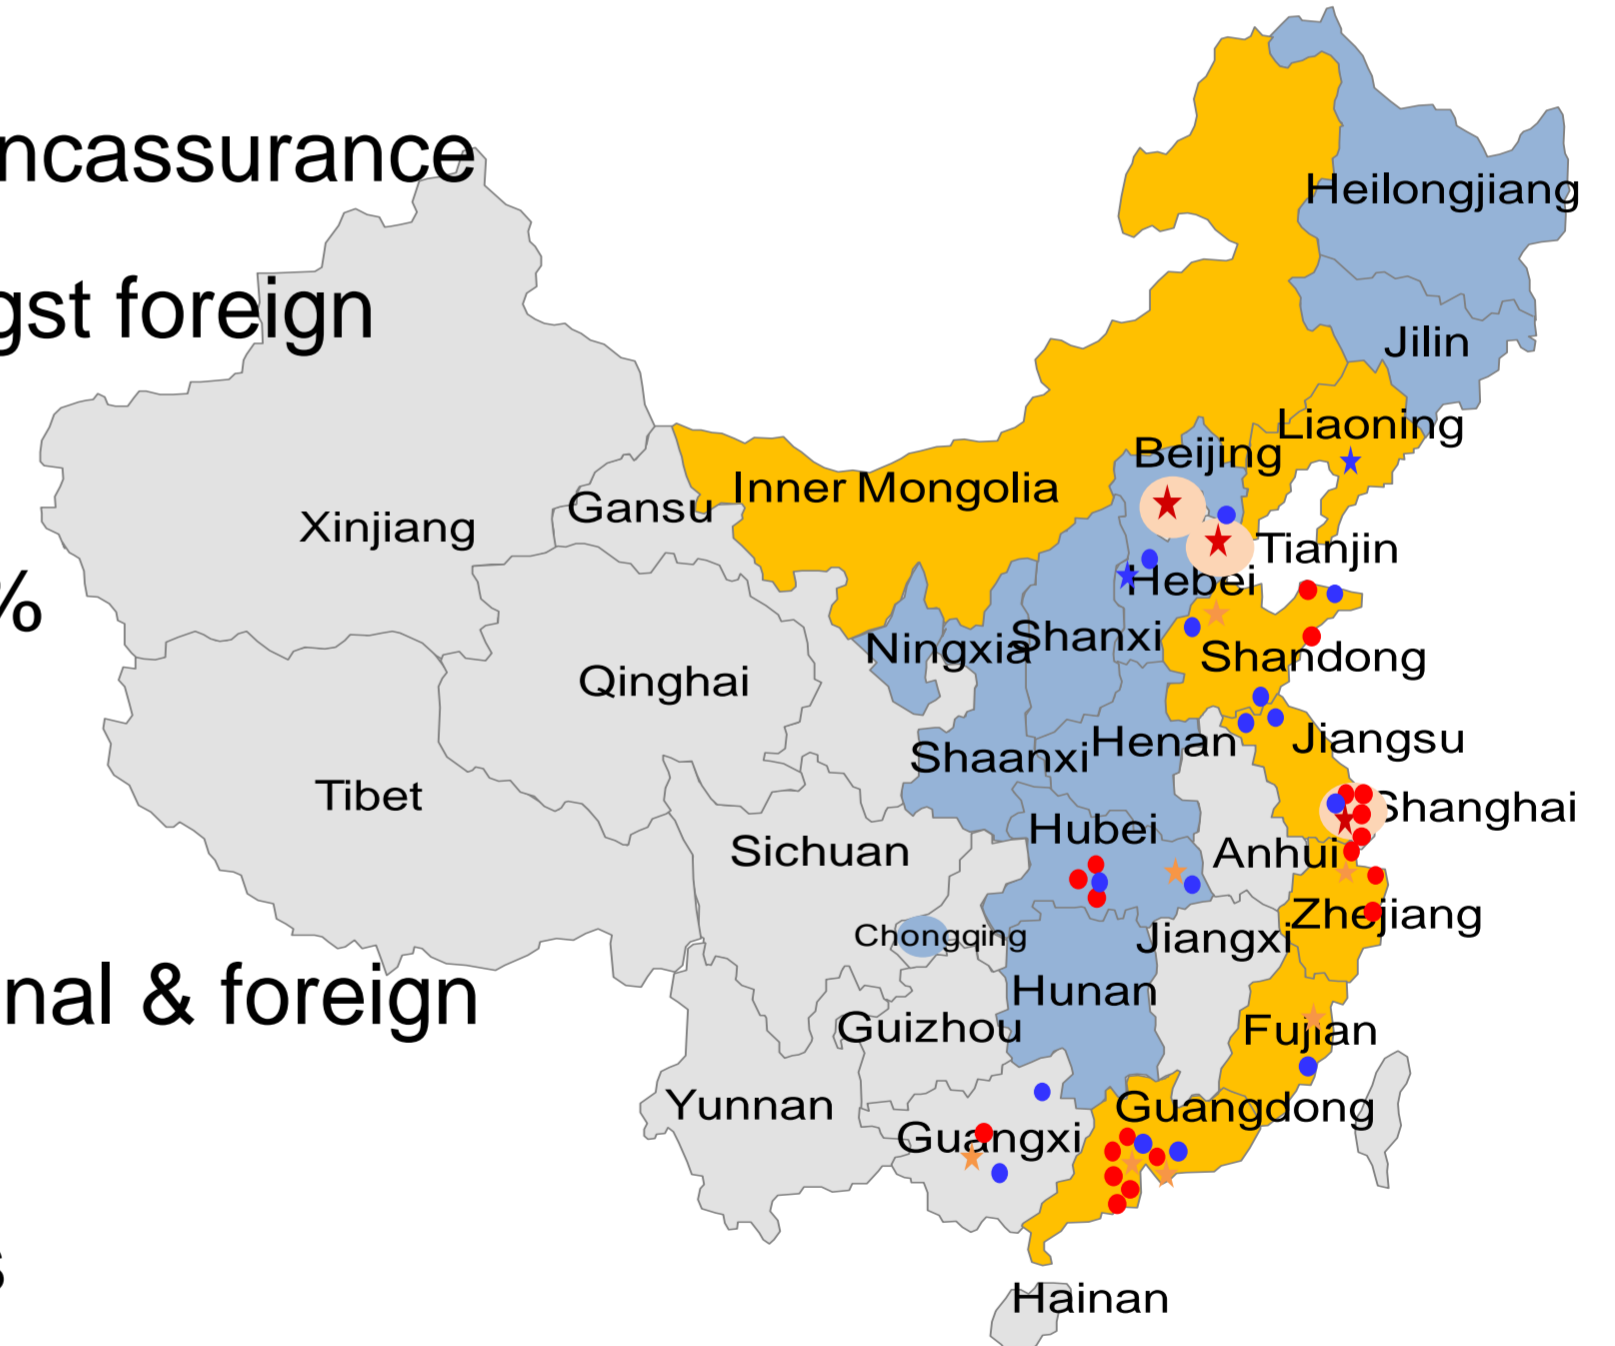 ncassurance
Heilongjiang
gst foreign
Jilin
Liaoning
Beijing
Inner Mongolia
Gansu
Xinjiang
Tianjin
Hebei
%
Shanxi
Ningxia
Shandong
Qinghai
Jiangsu
Henan
Shaanxi
Tibet
Shanghai
Hubei
Sichuan
Anhui
Zhejiang
Chongqing
Jiangxi
nal & foreign
Hunan
Guizhou
Fujian
Yunnan
Guangdong
Guangxi
s
Hainan